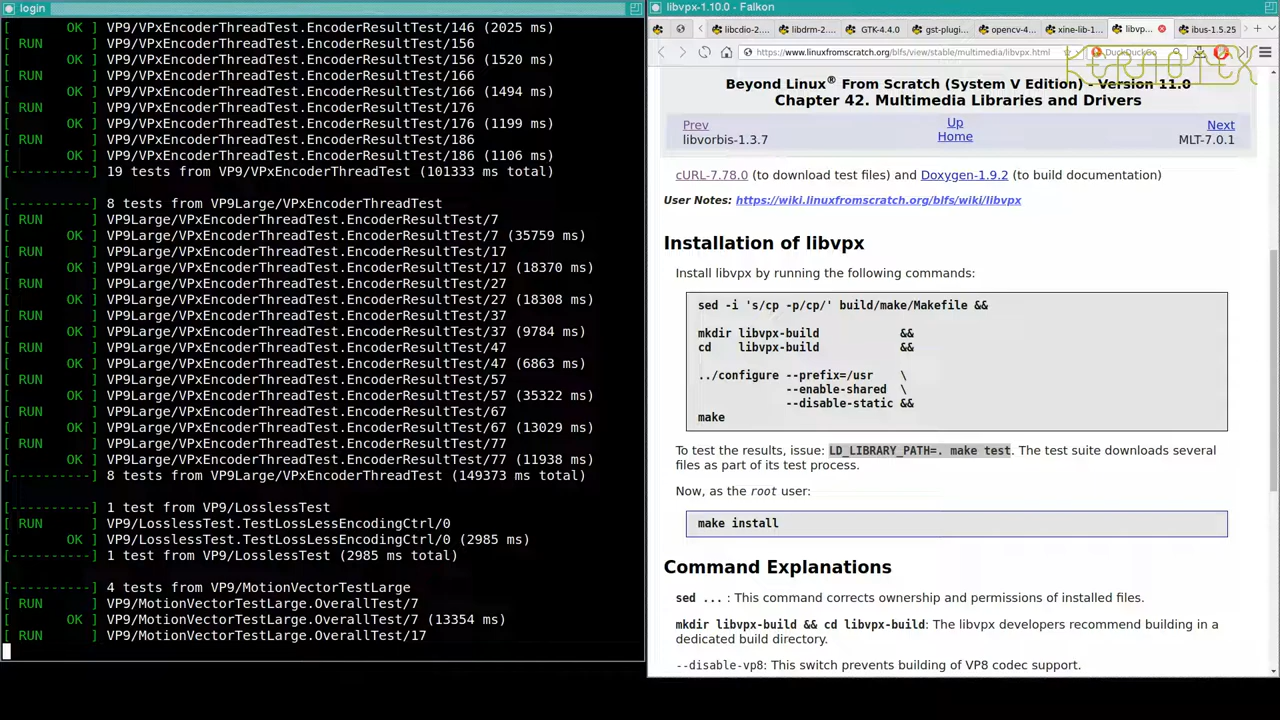 login
[       OK ] VP9/VPxEncoderThreadTest.EncoderResultTest/146 (2025 ms)
[ RUN      ] VP9/VPxEncoderThreadTest.EncoderResultTest/156
[       OK ] VP9/VPxEncoderThreadTest.EncoderResultTest/156 (1520 ms)
[ RUN      ] VP9/VPxEncoderThreadTest.EncoderResultTest/166
[       OK ] VP9/VPxEncoderThreadTest.EncoderResultTest/166 (1494 ms)
[ RUN      ] VP9/VPxEncoderThreadTest.EncoderResultTest/176
[       OK ] VP9/VPxEncoderThreadTest.EncoderResultTest/176 (1199 ms)
[ RUN      ] VP9/VPxEncoderThreadTest.EncoderResultTest/186
[       OK ] VP9/VPxEncoderThreadTest.EncoderResultTest/186 (1106 ms)
[----------] 19 tests from VP9/VPxEncoderThreadTest (101333 ms total)
[----------] 8 tests from VP9Large/VPxEncoderThreadTest
[ RUN      ] VP9Large/VPxEncoderThreadTest.EncoderResultTest/7
[       OK ] VP9Large/VPxEncoderThreadTest.EncoderResultTest/7 (35759 ms)
[ RUN      ] VP9Large/VPxEncoderThreadTest.EncoderResultTest/17
[       OK ] VP9Large/VPxEncoderThreadTest.EncoderResultTest/17 (18370 ms)
[ RUN      ] VP9Large/VPxEncoderThreadTest.EncoderResultTest/27
[       OK ] VP9Large/VPxEncoderThreadTest.EncoderResultTest/27 (18308 ms)
[ RUN      ] VP9Large/VPxEncoderThreadTest.EncoderResultTest/37
[       OK ] VP9Large/VPxEncoderThreadTest.EncoderResultTest/37 (9784 ms)
[ RUN      ] VP9Large/VPxEncoderThreadTest.EncoderResultTest/47
[       OK ] VP9Large/VPxEncoderThreadTest.EncoderResultTest/47 (6863 ms)
[ RUN      ] VP9Large/VPxEncoderThreadTest.EncoderResultTest/57
[       OK ] VP9Large/VPxEncoderThreadTest.EncoderResultTest/57 (35322 ms)
[ RUN      ] VP9Large/VPxEncoderThreadTest.EncoderResultTest/67
[       OK ] VP9Large/VPxEncoderThreadTest.EncoderResultTest/67 (13029 ms)
[ RUN      ] VP9Large/VPxEncoderThreadTest.EncoderResultTest/77
[       OK ] VP9Large/VPxEncoderThreadTest.EncoderResultTest/77 (11938 ms)
[----------] 8 tests from VP9Large/VPxEncoderThreadTest (149373 ms total)
[----------] 1 test from VP9/LosslessTest
[ RUN      ] VP9/LosslessTest.TestLossLessEncodingCtrl/0
[       OK ] VP9/LosslessTest.TestLossLessEncodingCtrl/0 (2985 ms)
[----------] 1 test from VP9/LosslessTest (2985 ms total)
[----------] 4 tests from VP9/MotionVectorTestLarge
[ RUN      ] VP9/MotionVectorTestLarge.OverallTest/7
[       OK ] VP9/MotionVectorTestLarge.OverallTest/7 (13354 ms)
[ RUN      ] VP9/MotionVectorTestLarge.OverallTest/17
libvpx-1.10.0 - Falkon
libcdio-2.... libdrm-2.... GTK-4.4.0 gst-plugin... opencv-4... xine-lib-1... libvp... ibus-1.5.25
https://www.linuxfromscratch.org/blfs/view/stable/multimedia/libvpx.html DuckDuckGo
KERNOTEX
Beyond Linux® From Scratch (System V Edition) - Version 11.0
Chapter 42. Multimedia Libraries and Drivers
Prev Up Next
libvorbis-1.3.7 Home MLT-7.0.1
cURL-7.78.0 (to download test files) and Doxygen-1.9.2 (to build documentation)
User Notes: https://wiki.linuxfromscratch.org/blfs/wiki/libvpx
Installation of libvpx
Install libvpx by running the following commands:
sed -i 's/cp -p/cp/' build/make/Makefile &&
mkdir libvpx-build            &&
cd    libvpx-build            &&
../configure --prefix=/usr    \
             --enable-shared  \
             --disable-static &&
make
To test the results, issue: LD_LIBRARY_PATH=. make test. The test suite downloads several
files as part of its test process.
Now, as the root user:
make install
Command Explanations
sed ... : This command corrects ownership and permissions of installed files.
mkdir libvpx-build && cd libvpx-build: The libvpx developers recommend building in a
dedicated build directory.
--disable-vp8: This switch prevents building of VP8 codec support.